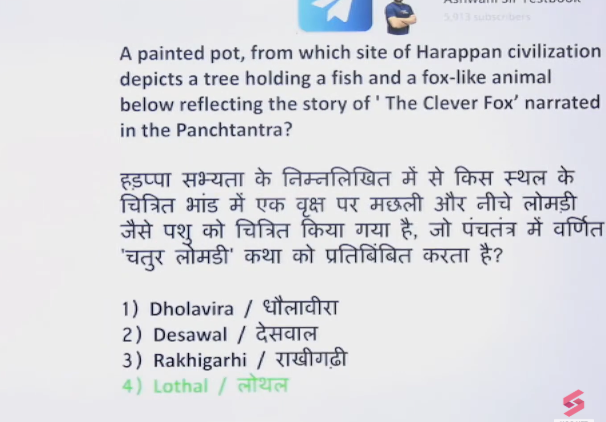 5,913 subscribers
A painted pot, from which site of Harappan civilization
depicts a tree holding a fish and a fox-like animal
below reflecting the story of ' The Clever Fox’ narrated
in the Panchtantra?
हड़प्पा सभ्यता के निम्नलिखित में से किस स्थल के
चित्रित भांड में एक वृक्ष पर मछली और नीचे लोमड़ी
जैसे पशु को चित्रित किया गया है, जो पंचतंत्र में वर्णित
'चतुर लोमडी' कथा को प्रतिबिंबित करता है?
1) Dholavira / धौलावीरा
2) Desawal / देसवाल
3) Rakhigarhi / राखीगढ़ी
4) Lothal / लोथल